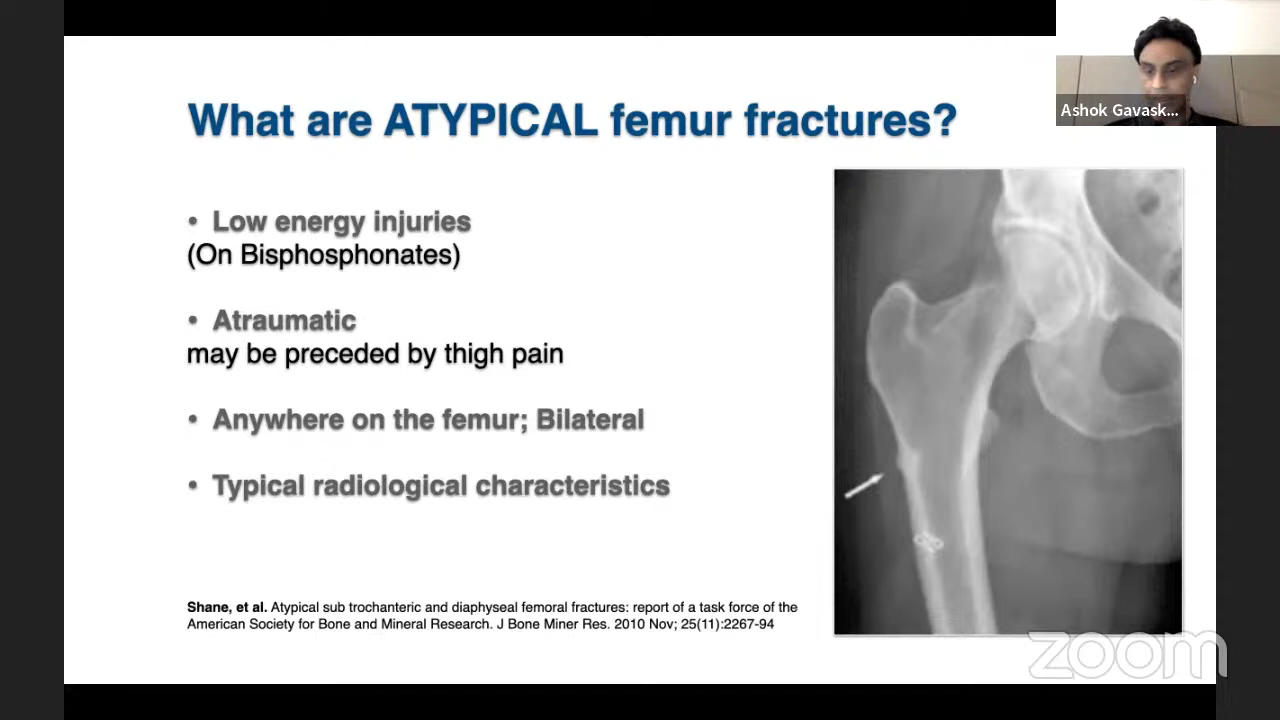 What are ATYPICAL femur fractures?
Ashok Gavask...
• Low energy injuries
(On Bisphosphonates)
• Atraumatic
may be preceded by thigh pain
• Anywhere on the femur; Bilateral
• Typical radiological characteristics
Shane, et al. Atypical sub trochanteric and diaphyseal femoral fractures: report of a task force of the
American Society for Bone and Mineral Research. J Bone Miner Res. 2010 Nov; 25(11):2267-94
zoom